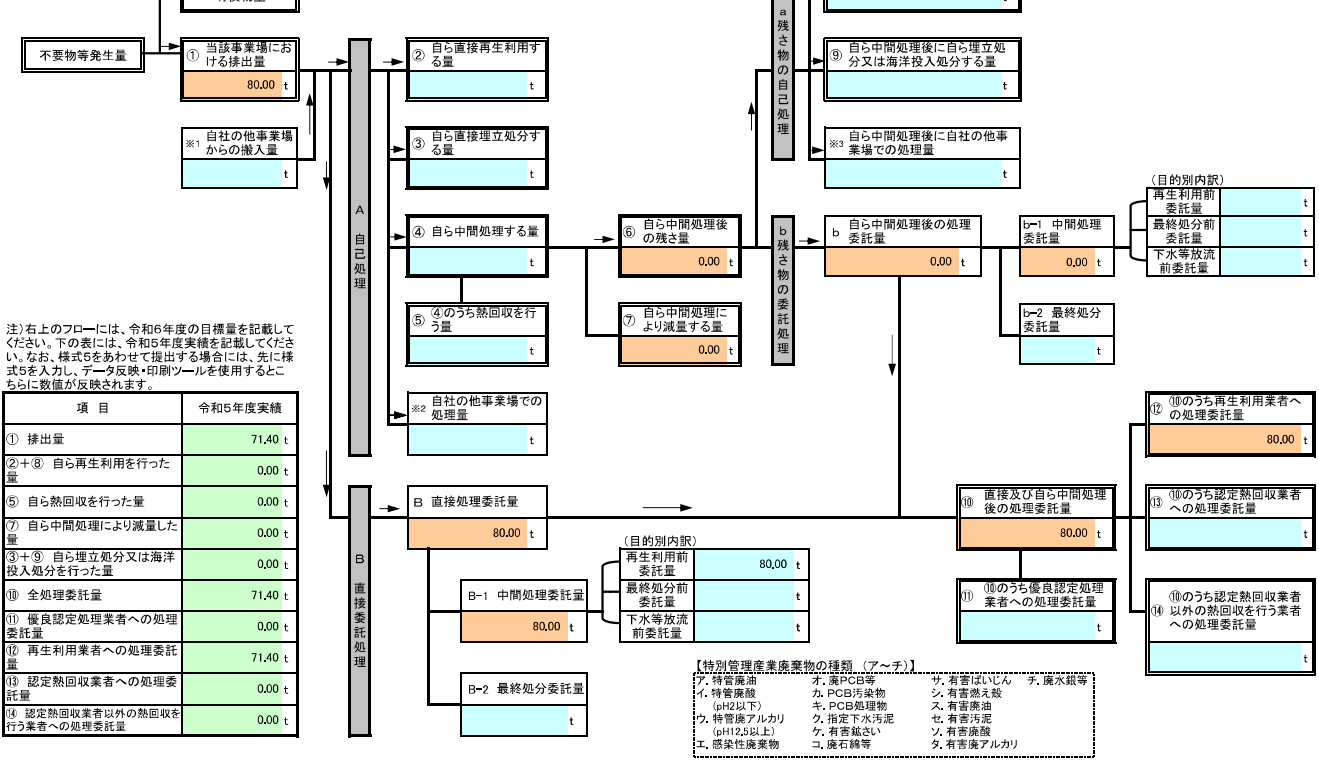 不要物等発生量
① 当該事業場にお
ける排出量
80.00 t
※1 自社の他事業場
からの搬入量
t
A 自己処理
② 自ら直接再生利用す
る量
t
③ 自ら直接埋立処分す
る量
t
④ 自ら中間処理する量
t
⑤ ④のうち熱回収を行
う量
t
※2 自社の他事業場での
処理量
t
⑥ 自ら中間処理後
の残さ量
0.00 t
⑦ 自ら中間処理に
より減量する量
0.00 t
a 残さ物の自己処理
⑨ 自ら中間処理後に自ら埋立処
分又は海洋投入処分する量
t
※3 自ら中間処理後に自社の他事
業場での処理量
t
b 残さ物の委託処理
b 自ら中間処理後の処理
委託量
0.00 t
b-1 中間処理
委託量
0.00 t
(目的別内訳)
再生利用前
委託量
t
最終処分前
委託量
t
下水等放流
前委託量
t
b-2 最終処分
委託量
t
注)右上のフローには、令和6年度の目標量を記載して
ください。下の表には、令和5年度実績を記載してくださ
い。なお、様式5をあわせて提出する場合には、先に様
式5を入力し、データ反映・印刷ツールを使用するとこ
ちらに数値が反映されます。
項 目 令和5年度実績
① 排出量 71.40 t
②+⑧ 自ら再生利用を行った
量 0.00 t
⑤ 自ら熱回収を行った量 0.00 t
⑦ 自ら中間処理により減量した
量 0.00 t
③+⑨ 自ら埋立処分又は海洋
投入処分を行った量 0.00 t
⑩ 全処理委託量 71.40 t
⑪ 優良認定処理業者への処理
委託量 0.00 t
⑫ 再生利用業者への処理委託
量 71.40 t
⑬ 認定熱回収業者への処理委
託量 0.00 t
⑭ 認定熱回収業者以外の熱回収を
行う業者への処理委託量 0.00 t
B 直接委託処理
B 直接処理委託量
80.00 t
B-1 中間処理委託量
80.00 t
(目的別内訳)
再生利用前
委託量
80.00 t
最終処分前
委託量
下水等放流
前委託量
t
B-2 最終処分委託量
t
⑩ 直接及び自ら中間処理
後の処理委託量
80.00 t
⑪ ⑩のうち優良認定処理
業者への処理委託量
t
⑫ ⑩のうち再生利用業者へ
の処理委託量
80.00 t
⑬ ⑩のうち認定熱回収業者
への処理委託量
t
⑭ ⑩のうち認定熱回収業者
以外の熱回収を行う業者
への処理委託量
t
【特別管理産業廃棄物の種類 (ア～チ)】
ア. 特管廃油 オ. 廃PCB等 サ. 有害ばいじん チ. 廃水銀等
イ. 特管廃酸 カ. PCB汚染物 シ. 有害燃え殻
(pH2以下) キ. PCB処理物 ス. 有害廃油
ウ. 特管廃アルカリ ク. 指定下水汚泥 セ. 有害汚泥
(pH12.5以上) ケ. 有害鉱さい ソ. 有害廃酸
エ. 感染性廃棄物 コ. 廃石綿等 タ. 有害廃アルカリ